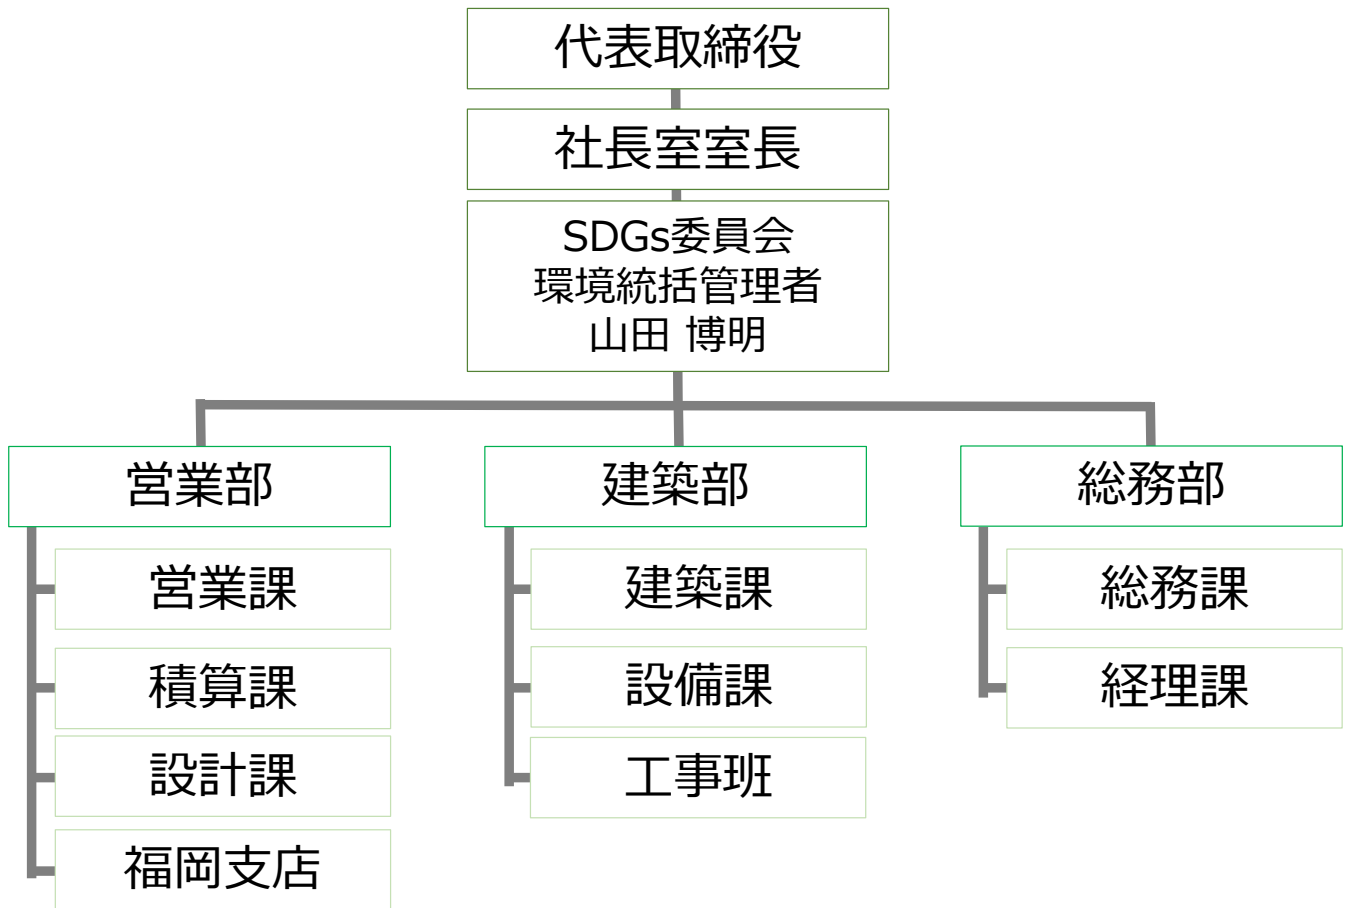 代表取締役
社長室室長
SDGs委員会
環境統括管理者
山田 博明
営業部
営業課
積算課
設計課
福岡支店
建築部
建築課
設備課
工事班
総務部
総務課
経理課